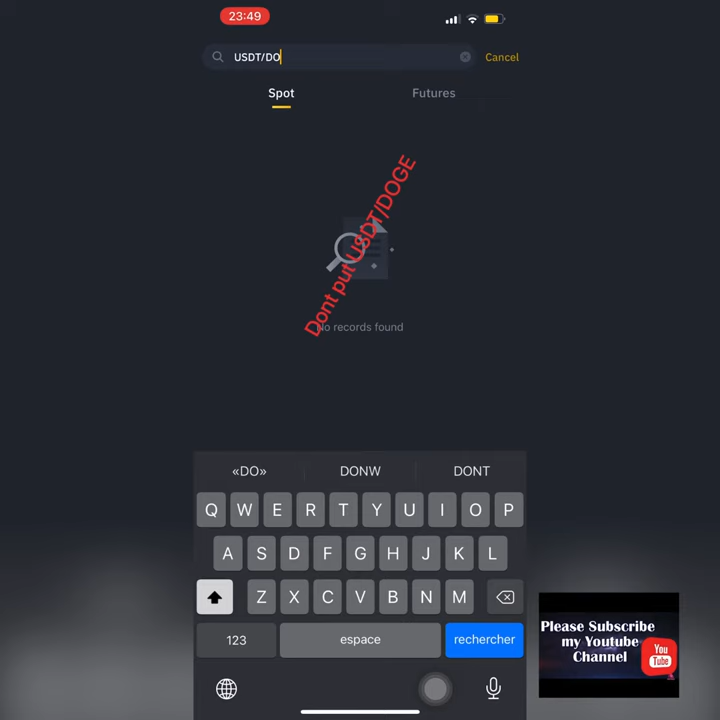 23:49
USDT/DO
Cancel
Spot
Futures
Dont put USDT/DOGE
No records found
«DO»
DONW
DONT
Q W E R T Y U I O P
A S D F G H J K L
Z X C V B N M
123
espace
rechercher
Please Subscribe
my Youtube
Channel
You
Tube